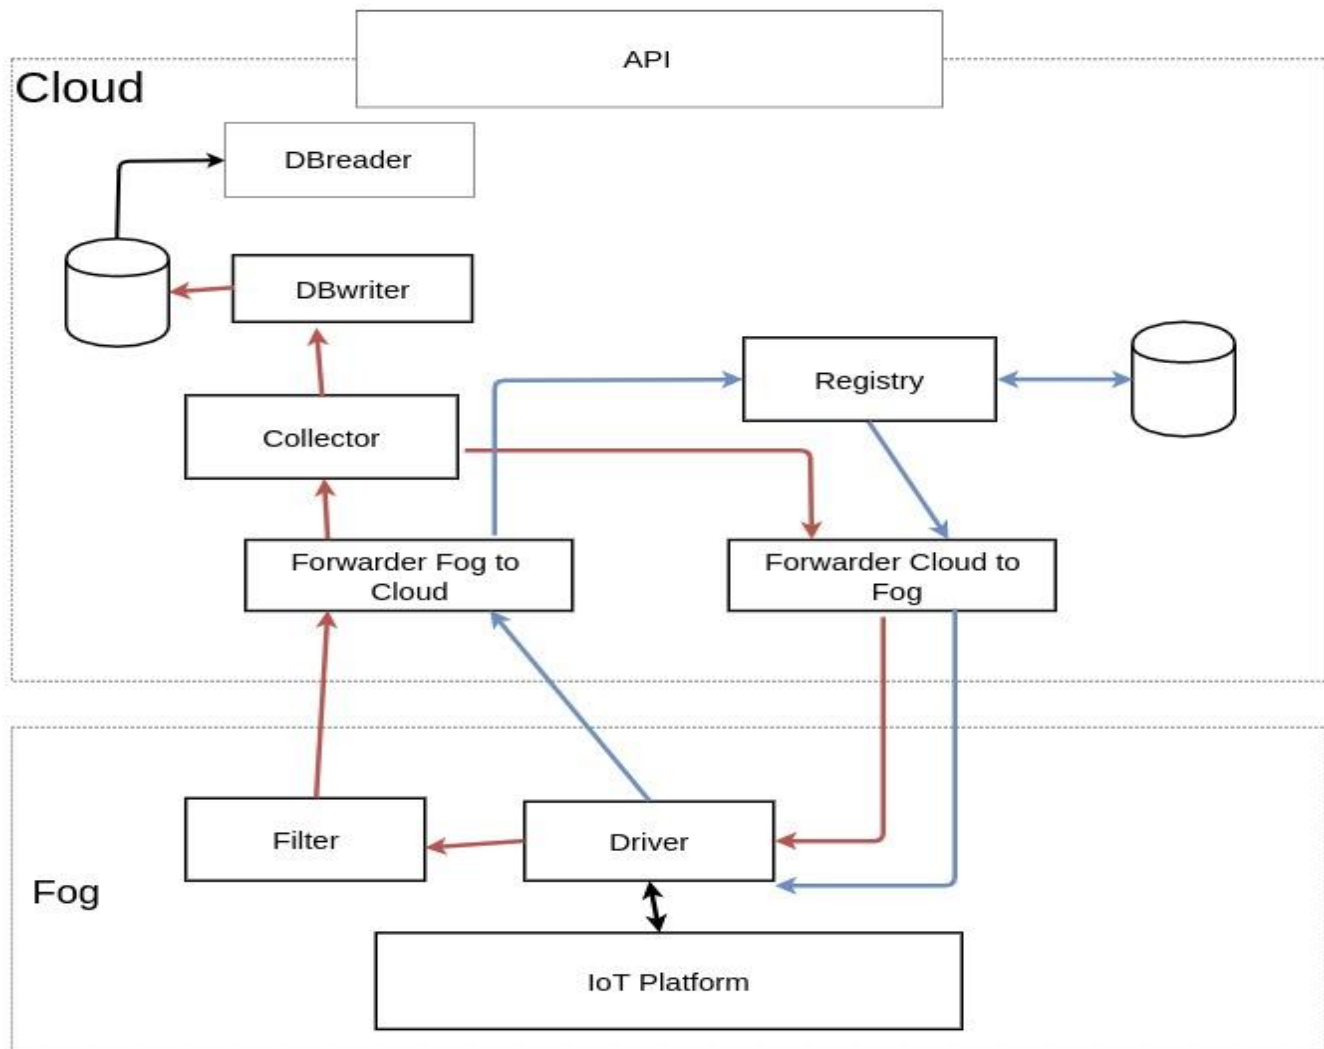 API
Cloud
DBreader
DBwriter
Registry
Collector
Forwarder Fog to
Cloud
Forwarder Cloud to
Fog
Filter
Driver
Fog
IoT Platform